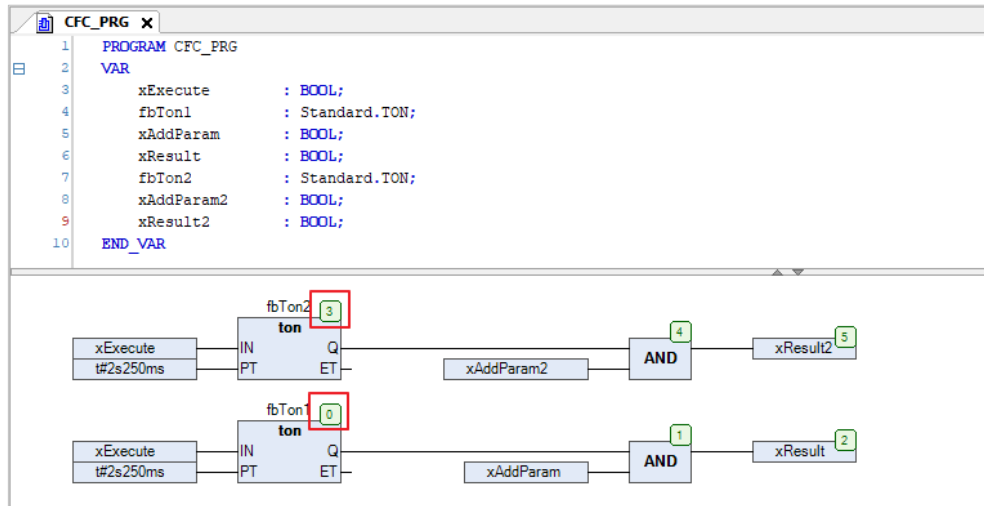 CFC_PRG X
1 PROGRAM CFC_PRG
2 VAR
3 xExecute : BOOL;
4 fbTon1 : Standard.TON;
5 xAddParam : BOOL;
6 xResult : BOOL;
7 fbTon2 : Standard.TON;
8 xAddParam2 : BOOL;
9 xResult2 : BOOL;
10 END_VAR
fbTon2 3
ton 4 5
xExecute IN Q AND xResult2
t#2s250ms PT ET xAddParam2
fbTon1 0
ton 1 2
xExecute IN Q AND xResult
t#2s250ms PT ET xAddParam